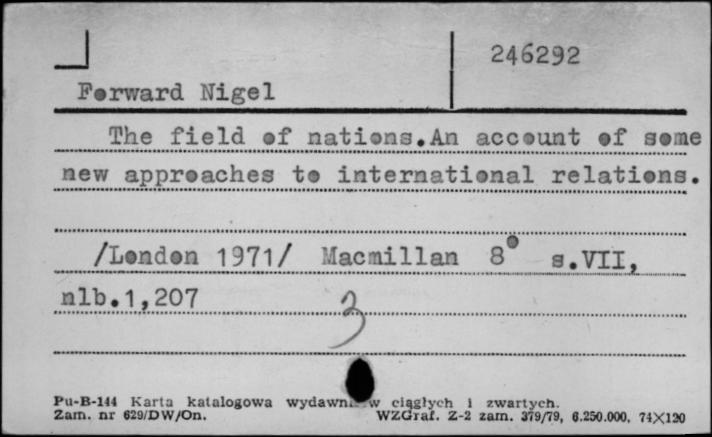 246292
Forward Nigel
The field of nations.An account of some
new approaches to international relations.
/London 1971/ Macmillan 8° s.VII,
nlb.1,207
3
Pu-B-144 Karta katalogowa ciągłych i zwartych.
Zam. nr 629/DW/On. WZGraf. Z-2 zam. 379/79, 6.250.000, 74X120